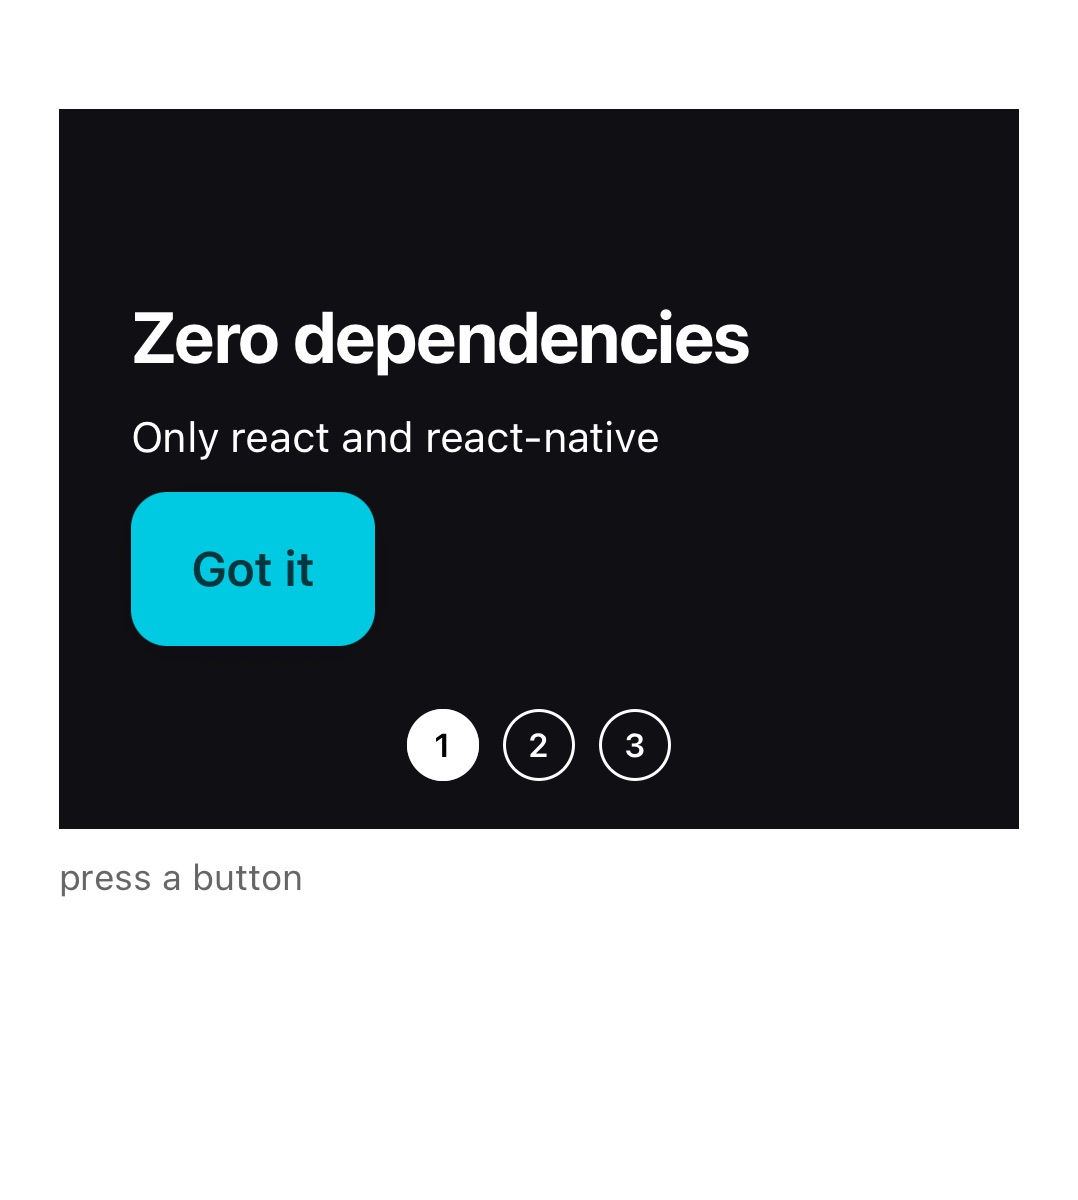 Zero dependencies
Only react and react-native
Got it
1 2 3
press a button